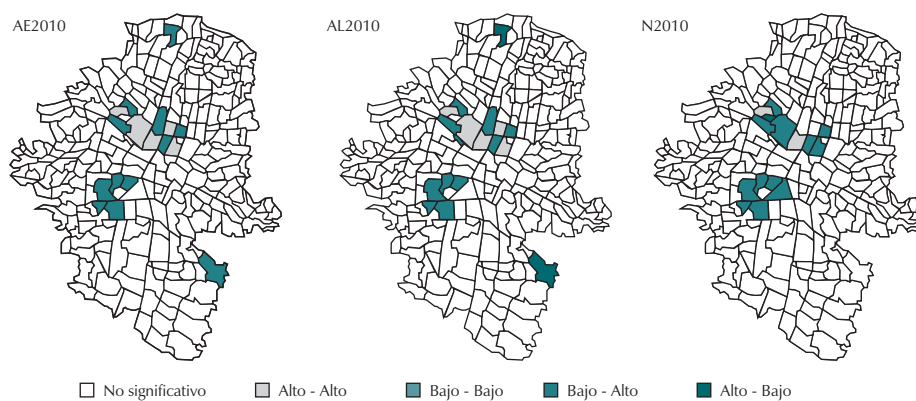 AE2010 AL2010 N2010
No significativo Alto - Alto Bajo - Bajo Bajo - Alto Alto - Bajo